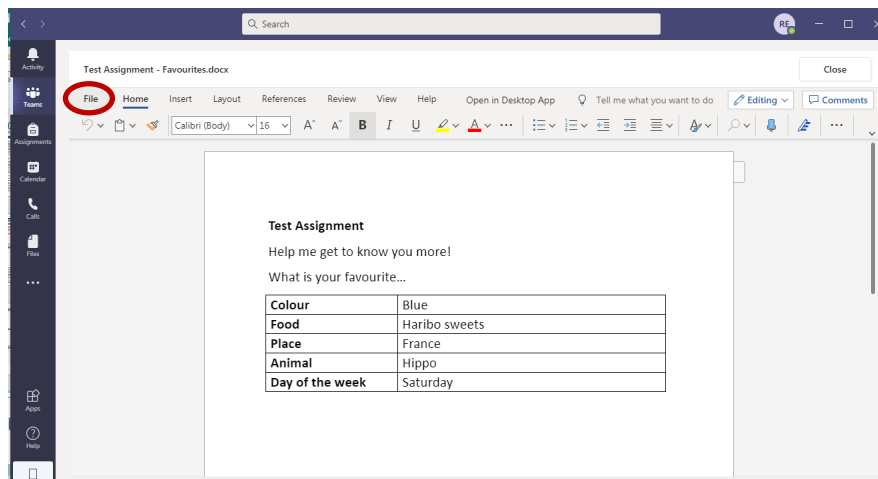 Search
RE
Activity
Teams
Assignments
Calendar
Calls
Files
Apps
Help
Test Assignment - Favourites.docx
Close
File Home Insert Layout References Review View Help Open in Desktop App Tell me what you want to do Editing Comments
Calibri (Body) 16 A A B I U A
Test Assignment
Help me get to know you more!
What is your favourite...
Colour Blue
Food Haribo sweets
Place France
Animal Hippo
Day of the week Saturday